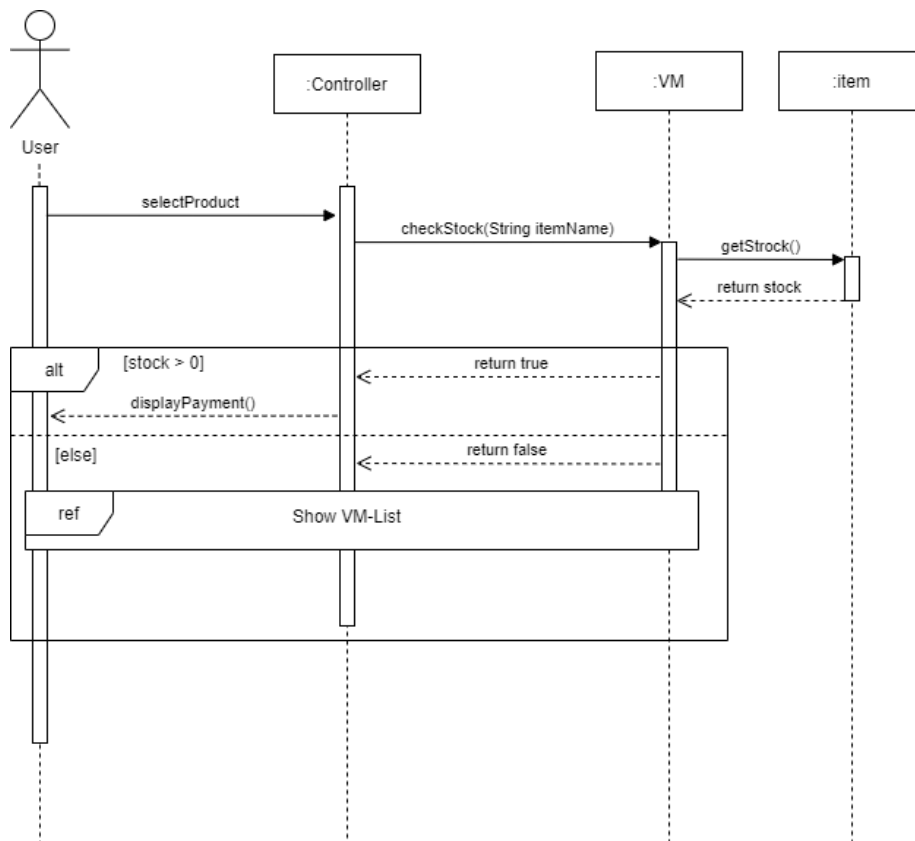 :Controller
:VM
:item
User
selectProduct
checkStock(String itemName)
getStrock()
return stock
alt
[stock > 0]
return true
displayPayment()
[else]
return false
ref
Show VM-List